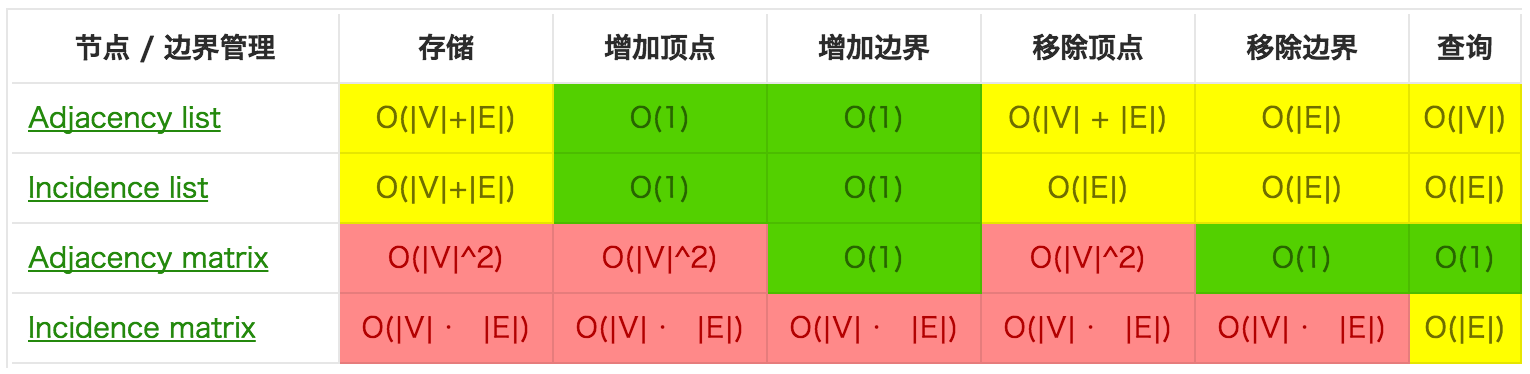 节点 / 边界管理 存储 增加顶点 增加边界 移除顶点 移除边界 查询
Adjacency list O(|V|+|E|) O(1) O(1) O(|V| + |E|) O(|E|) O(|V|)
Incidence list O(|V|+|E|) O(1) O(1) O(|E|) O(|E|) O(|E|)
Adjacency matrix O(|V|^2) O(|V|^2) O(1) O(|V|^2) O(1) O(1)
Incidence matrix O(|V| · |E|) O(|V| · |E|) O(|V| · |E|) O(|V| · |E|) O(|V| · |E|) O(|E|)